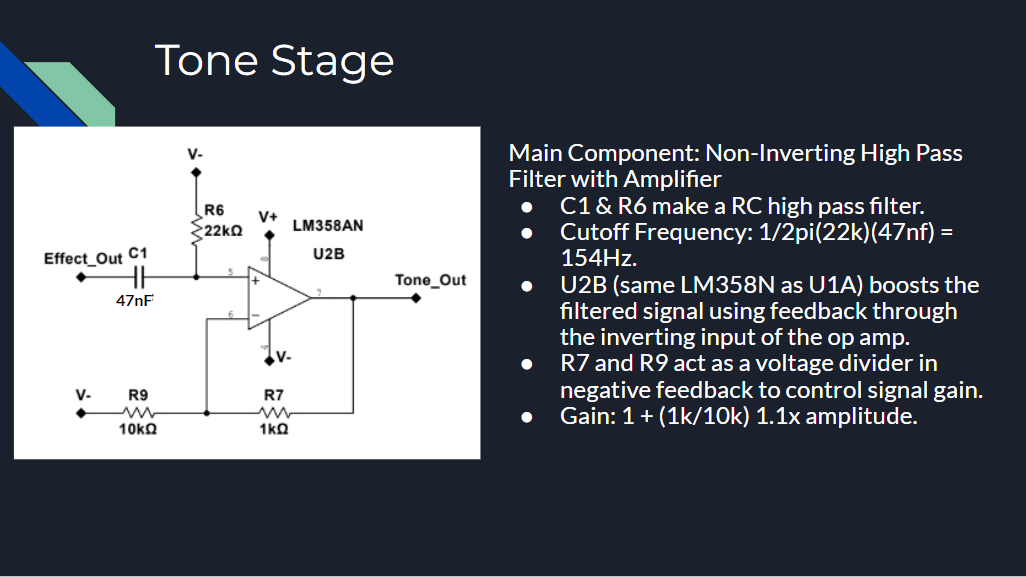 Tone Stage
V-
R6
22kΩ
V+
LM358AN
U2B
8
Effect_Out
C1
47nF
5
+
Tone_Out
7
6
−
4
V-
V-
R9
10kΩ
R7
1kΩ
Main Component: Non-Inverting High Pass
Filter with Amplifier
● C1 & R6 make a RC high pass filter.
● Cutoff Frequency: 1/2pi(22k)(47nf) =
154Hz.
● U2B (same LM358N as U1A) boosts the
filtered signal using feedback through
the inverting input of the op amp.
● R7 and R9 act as a voltage divider in
negative feedback to control signal gain.
● Gain: 1 + (1k/10k) 1.1x amplitude.